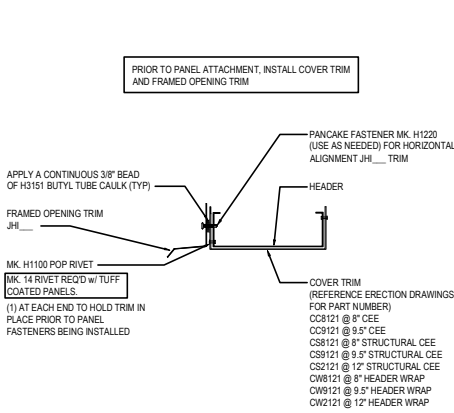 PRIOR TO PANEL ATTACHMENT, INSTALL COVER TRIM
AND FRAMED OPENING TRIM
PANCAKE FASTENER MK. H1220
(USE AS NEEDED) FOR HORIZONTAL
ALIGNMENT JHI___ TRIM
APPLY A CONTINUOUS 3/8" BEAD
OF H3151 BUTYL TUBE CAULK (TYP)
HEADER
FRAMED OPENING TRIM
JHI___
MK. H1100 POP RIVET
MK. 14 RIVET REQ'D w/ TUFF
COATED PANELS.
(1) AT EACH END TO HOLD TRIM IN
PLACE PRIOR TO PANEL
FASTENERS BEING INSTALLED
COVER TRIM
(REFERENCE ERECTION DRAWINGS
FOR PART NUMBER)
CC8121 @ 8" CEE
CC9121 @ 9.5" CEE
CS8121 @ 8" STRUCTURAL CEE
CS9121 @ 9.5" STRUCTURAL CEE
CS2121 @ 12" STRUCTURAL CEE
CW8121 @ 8" HEADER WRAP
CW9121 @ 9.5" HEADER WRAP
CW2121 @ 12" HEADER WRAP